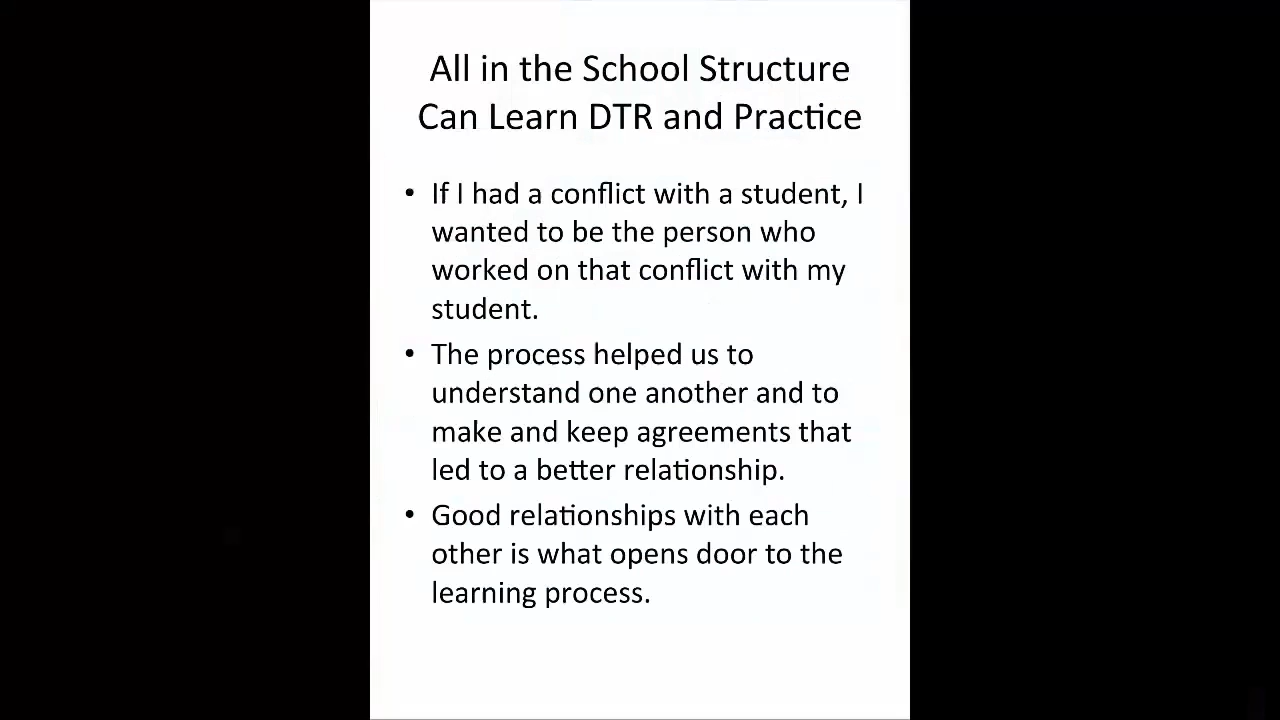 All in the School Structure
Can Learn DTR and Practice
• If I had a conflict with a student, I
wanted to be the person who
worked on that conflict with my
student.
• The process helped us to
understand one another and to
make and keep agreements that
led to a better relationship.
• Good relationships with each
other is what opens door to the
learning process.